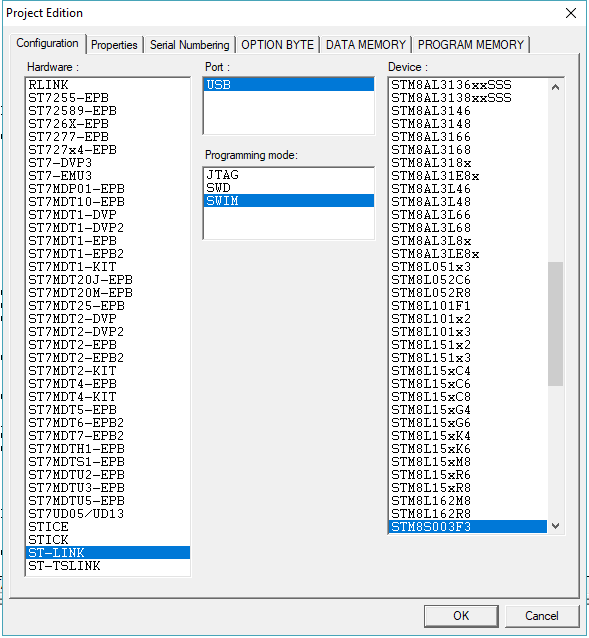 Project Edition
Configuration
Properties
Serial Numbering
OPTION BYTE
DATA MEMORY
PROGRAM MEMORY
Hardware :
RLINK
ST7255-EPB
ST72589-EPB
ST726X-EPB
ST7277-EPB
ST727x4-EPB
ST7-DVP3
ST7-EMU3
ST7MDP01-EPB
ST7MDT10-EPB
ST7MDT1-DVP
ST7MDT1-DVP2
ST7MDT1-EPB
ST7MDT1-EPB2
ST7MDT1-KIT
ST7MDT20J-EPB
ST7MDT20M-EPB
ST7MDT25-EPB
ST7MDT2-DVP
ST7MDT2-DVP2
ST7MDT2-EPB
ST7MDT2-EPB2
ST7MDT2-KIT
ST7MDT4-EPB
ST7MDT4-KIT
ST7MDT5-EPB
ST7MDT6-EPB2
ST7MDT7-EPB2
ST7MDTH1-EPB
ST7MDTS1-EPB
ST7MDTU2-EPB
ST7MDTU3-EPB
ST7MDTU5-EPB
ST7UD05/UD13
STICE
STICK
ST-LINK
ST-TSLINK
Port :
USB
Programming mode:
JTAG
SWD
SWIM
Device :
STM8AL3136xxSSS
STM8AL3138xxSSS
STM8AL3146
STM8AL3148
STM8AL3166
STM8AL3168
STM8AL318x
STM8AL31E8x
STM8AL3L46
STM8AL3L48
STM8AL3L66
STM8AL3L68
STM8AL3L8x
STM8AL3LE8x
STM8L051x3
STM8L052C6
STM8L052R8
STM8L101F1
STM8L101x2
STM8L101x3
STM8L151x2
STM8L151x3
STM8L15xC4
STM8L15xC6
STM8L15xC8
STM8L15xG4
STM8L15xG6
STM8L15xK4
STM8L15xK6
STM8L15xM8
STM8L15xR6
STM8L15xR8
STM8L162M8
STM8L162R8
STM8S003F3
OK
Cancel